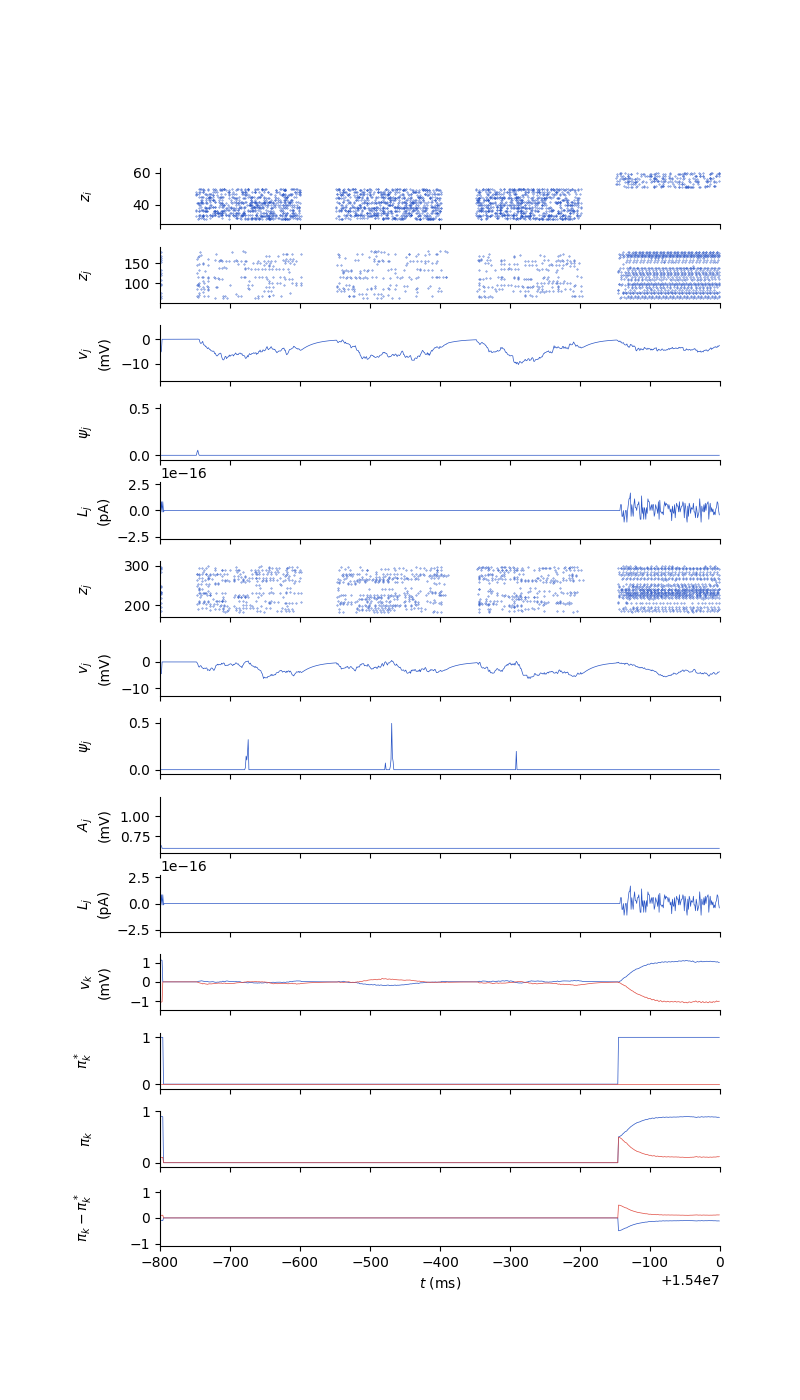 60
40
z_i
150
100
z_j
0
−10
v_j
(mV)
0.5
0.0
ψ_j
1e−16
2.5
0.0
−2.5
L_j
(pA)
300
200
z_j
0
−10
v_j
(mV)
0.5
0.0
ψ_j
1.00
0.75
A_j
(mV)
1e−16
2.5
0.0
−2.5
L_j
(pA)
1
0
−1
v_k
(mV)
1
0
π_k^*
1
0
π_k
1
0
−1
π_k − π_k^*
−800 −700 −600 −500 −400 −300 −200 −100 0
t (ms)
+1.54e7